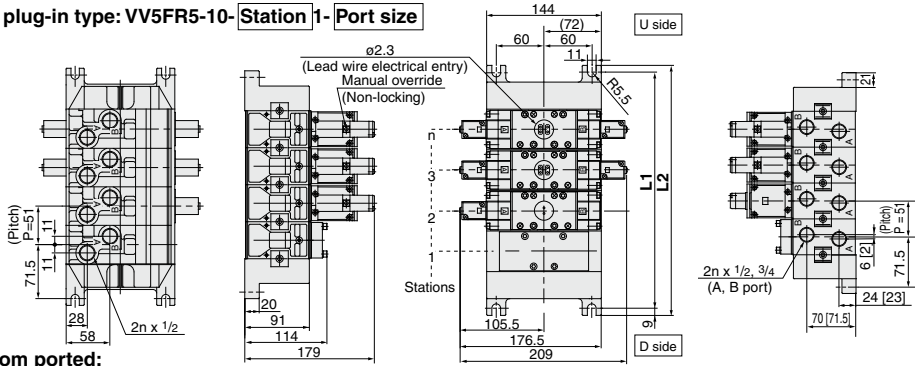 plug-in type: VV5FR5-10- Station 1- Port size
144
(72)
60
60
11
U side
ø2.3
(Lead wire electrical entry)
Manual override
(Non-locking)
R5.5
21
n
3
2
1
Stations
L1
L2
A
B
A
B
A
B
A
B
(Pitch)
P=51
11
11
71.5
28
58
2n x 1/2
20
91
114
179
105.5
176.5
209
9
D side
B
A
B
A
B
A
B
A
(Pitch)
P = 51
6 [2]
71.5
2n x 1/2, 3/4
(A, B port)
24 [23]
70 [71.5]
om ported: